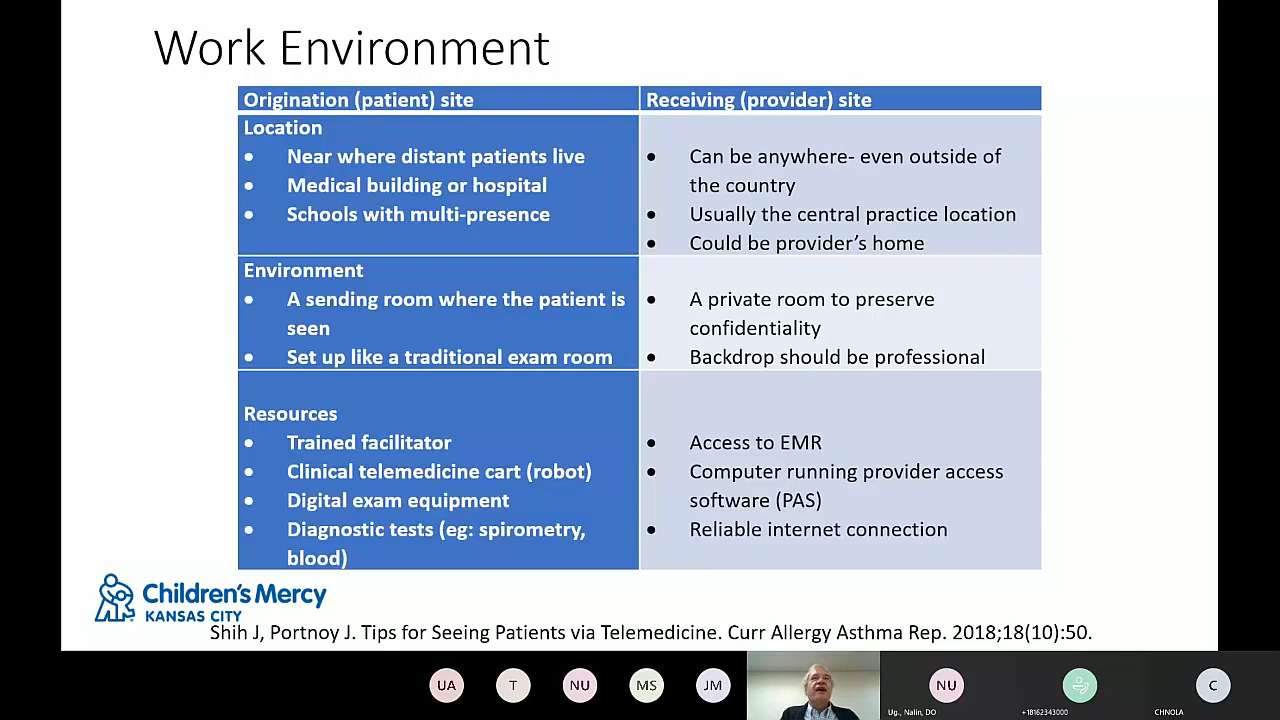 Work Environment
Origination (patient) site
Receiving (provider) site
Location
• Near where distant patients live
• Medical building or hospital
• Schools with multi-presence
• Can be anywhere- even outside of
the country
• Usually the central practice location
• Could be provider's home
Environment
• A sending room where the patient is
seen
• Set up like a traditional exam room
• A private room to preserve
confidentiality
• Backdrop should be professional
Resources
• Trained facilitator
• Clinical telemedicine cart (robot)
• Digital exam equipment
• Diagnostic tests (eg: spirometry,
blood)
• Access to EMR
• Computer running provider access
software (PAS)
• Reliable internet connection
Children's Mercy
KANSAS CITY
Shih J, Portnoy J. Tips for Seeing Patients via Telemedicine. Curr Allergy Asthma Rep. 2018;18(10):50.
UA
T
NU
MS
JM
NU
C
Ug., Nalin, DO
+18162343000
CHNOLA